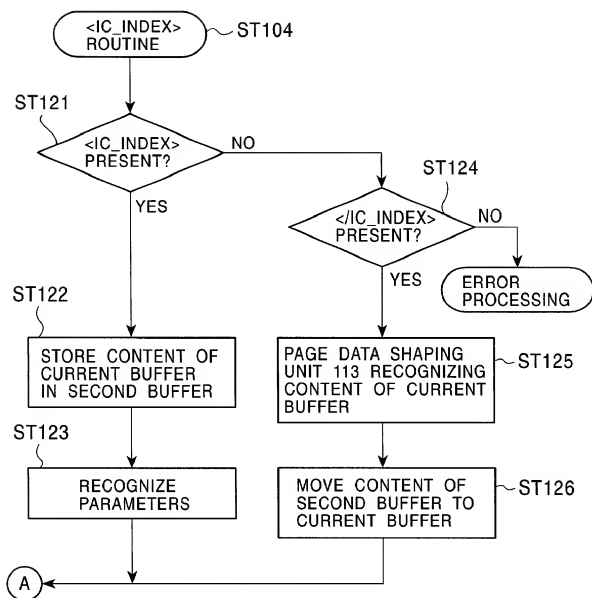 <IC_INDEX>
ROUTINE
ST104
ST121
<IC_INDEX>
PRESENT?
NO
YES
ST124
</IC_INDEX>
PRESENT?
NO
YES
ERROR
PROCESSING
ST122
STORE CONTENT OF
CURRENT BUFFER
IN SECOND BUFFER
PAGE DATA SHAPING
UNIT 113 RECOGNIZING
CONTENT OF CURRENT
BUFFER
ST125
ST123
RECOGNIZE
PARAMETERS
MOVE CONTENT OF
SECOND BUFFER TO
CURRENT BUFFER
ST126
A